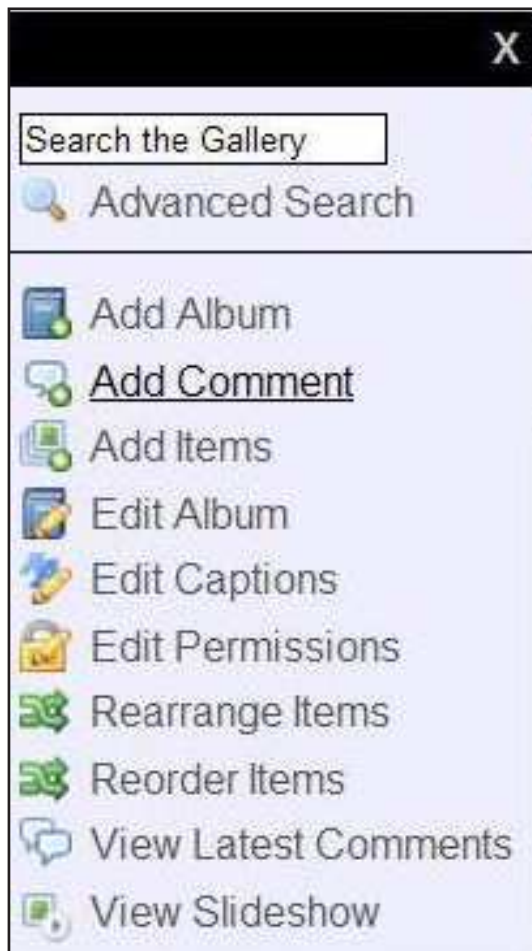 X
Search the Gallery
Advanced Search
Add Album
Add Comment
Add Items
Edit Album
Edit Captions
Edit Permissions
Rearrange Items
Reorder Items
View Latest Comments
View Slideshow